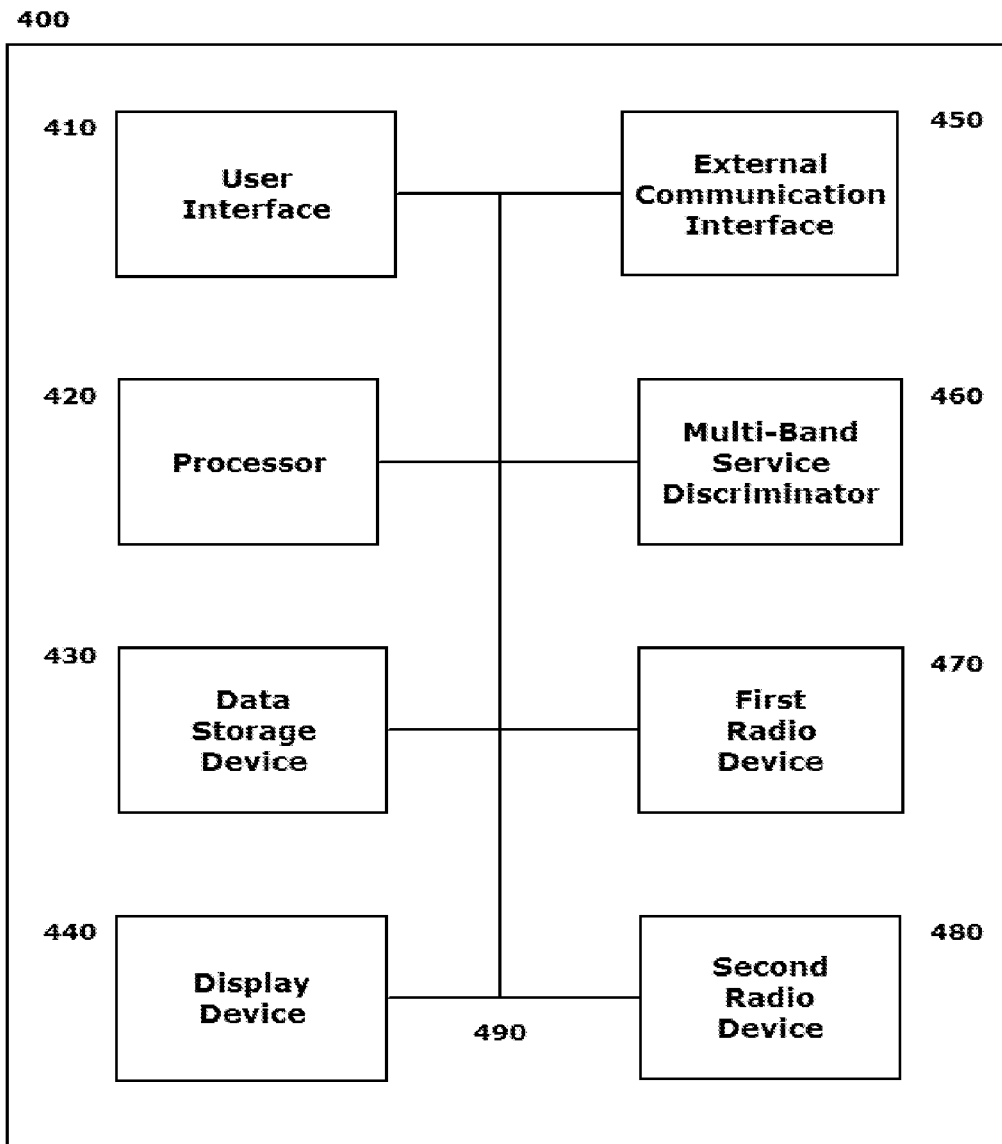 400
410
User
Interface
450
External
Communication
Interface
420
Processor
460
Multi-Band
Service
Discriminator
430
Data
Storage
Device
470
First
Radio
Device
440
Display
Device
480
Second
Radio
Device
490